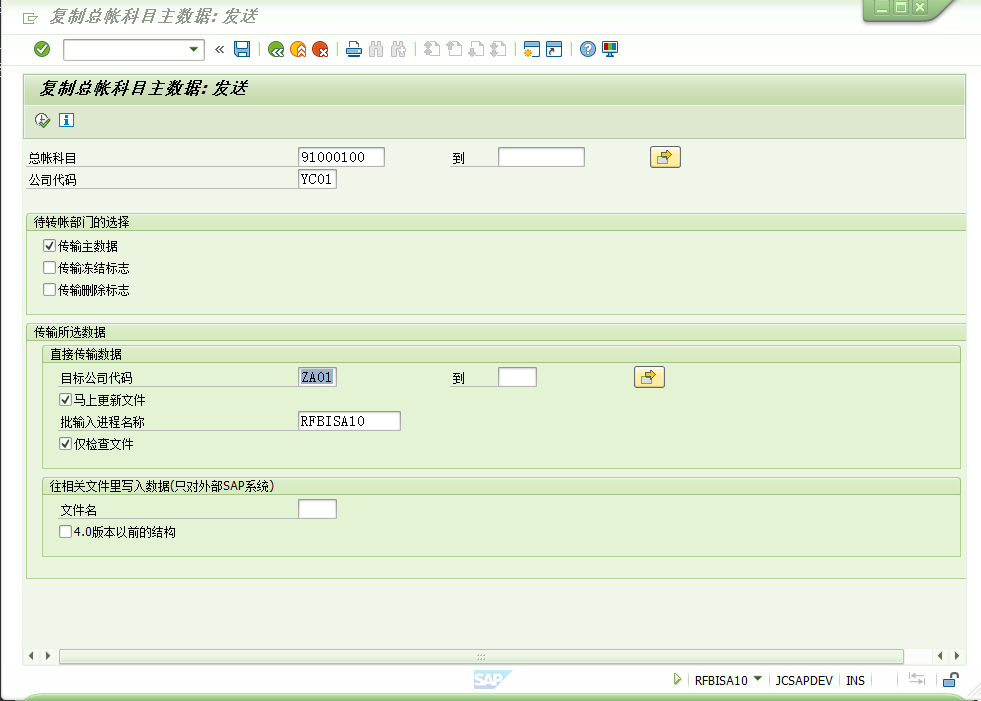 复制总帐科目主数据: 发送
复制总帐科目主数据: 发送
总帐科目 91000100 到
公司代码 YC01
待转帐部门的选择
传输主数据
传输冻结标志
传输删除标志
传输所选数据
直接传输数据
目标公司代码 ZA01 到
马上更新文件
批输入进程名称 RFBISA10
仅检查文件
往相关文件里写入数据(只对外部SAP系统)
文件名
4.0版本以前的结构
SAP RFBISA10 JCSAPDEV INS